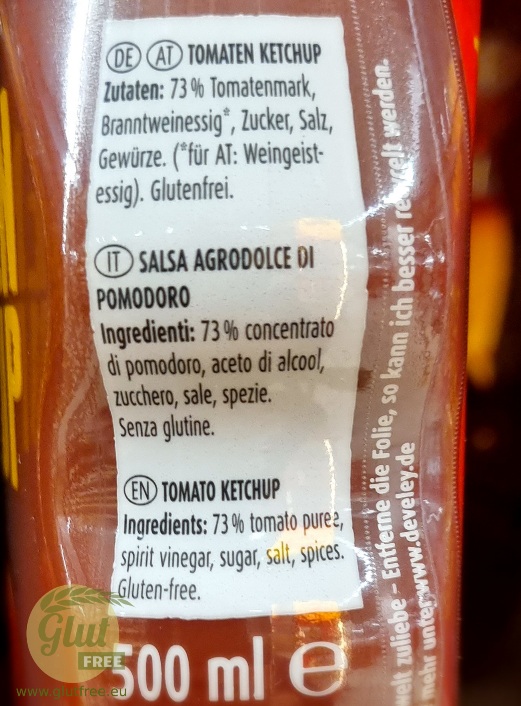 DE AT TOMATEN KETCHUP
Zutaten: 73 % Tomatenmark,
Branntweinessig*, Zucker, Salz,
Gewürze. (*für AT: Weingeist-
essig). Glutenfrei.
IT SALSA AGRODOLCE DI
POMODORO
Ingredienti: 73 % concentrato
di pomodoro, aceto di alcool,
zucchero, sale, spezie.
Senza glutine.
EN TOMATO KETCHUP
Ingredients: 73 % tomato puree,
spirit vinegar, sugar, salt, spices.
Gluten-free.
500 ml e
zuliebe – Entferne die Folie, so kann ich besser recycelt werden.
mehr unter www.develey.de
Glut
FREE
www.glutfree.eu